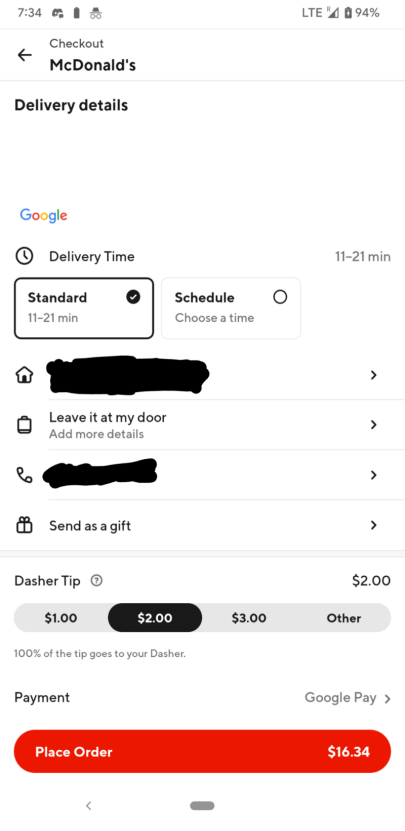 7:34 LTE R 94%
Checkout
McDonald's
Delivery details
Google
Delivery Time 11–21 min
Standard Schedule
11–21 min Choose a time
Leave it at my door
Add more details
Send as a gift
Dasher Tip ? $2.00
$1.00 $2.00 $3.00 Other
100% of the tip goes to your Dasher.
Payment Google Pay
Place Order $16.34